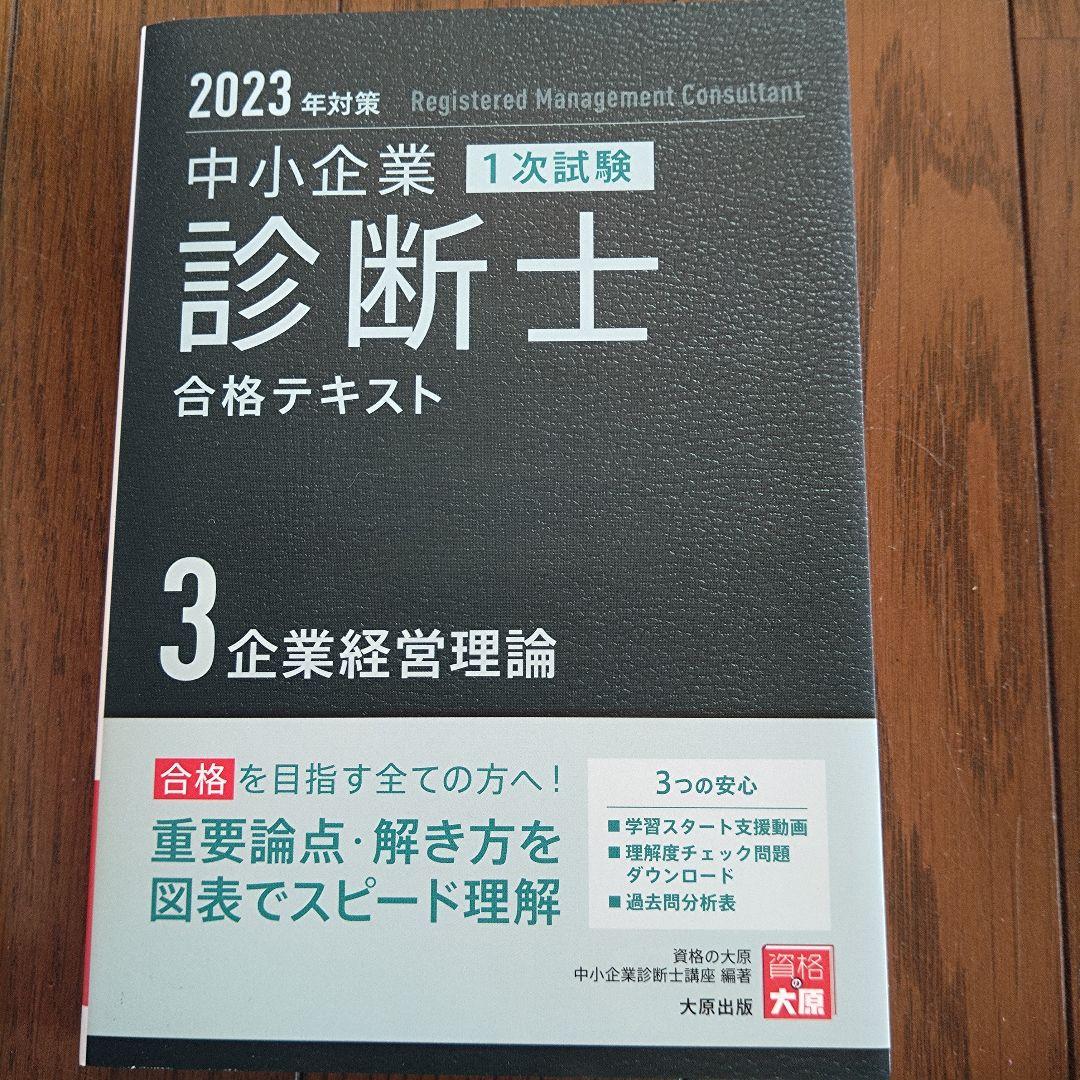 2023年対策 Registered Management Consultant
中小企業 1次試験
診断士
合格テキスト
3 企業経営理論
合格を目指す全ての方へ!
重要論点・解き方を
図表でスピード理解
3つの安心
■学習スタート支援動画
■理解度チェック問題
ダウンロード
■過去問分析表
資格の大原
中小企業診断士講座 編著
大原出版
資格
の
大原